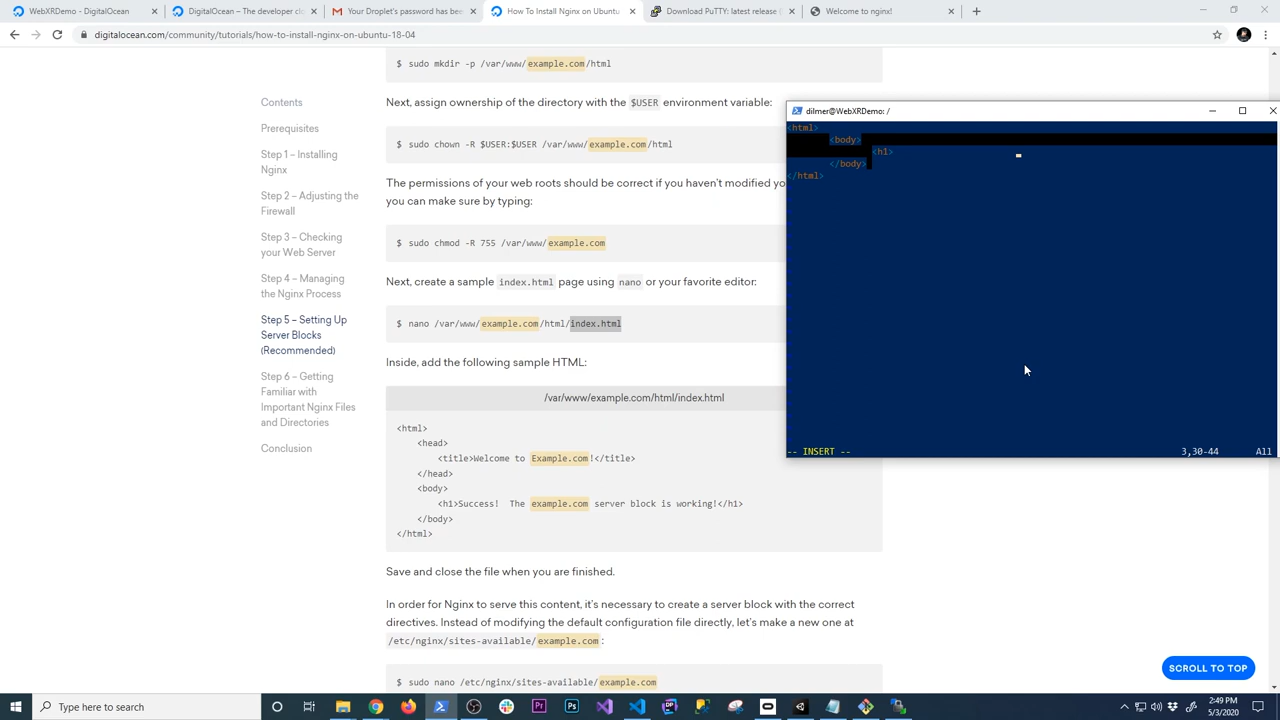 WebXRDemo - DigitalOcean
DigitalOcean – The developer clo
Your Droplet's password has bee
How To Install Nginx on Ubuntu
Download PuTTY: latest release (
Welcome to nginx!
digitalocean.com/community/tutorials/how-to-install-nginx-on-ubuntu-18-04
Contents
Prerequisites
Step 1 – Installing
Nginx
Step 2 – Adjusting the
Firewall
Step 3 – Checking
your Web Server
Step 4 – Managing
the Nginx Process
Step 5 – Setting Up
Server Blocks
(Recommended)
Step 6 – Getting
Familiar with
Important Nginx Files
and Directories
Conclusion
$ sudo mkdir -p /var/www/example.com/html
Next, assign ownership of the directory with the $USER environment variable:
$ sudo chown -R $USER:$USER /var/www/example.com/html
The permissions of your web roots should be correct if you haven't modified yo
you can make sure by typing:
$ sudo chmod -R 755 /var/www/example.com
Next, create a sample index.html page using nano or your favorite editor:
$ nano /var/www/example.com/html/index.html
Inside, add the following sample HTML:
/var/www/example.com/html/index.html
<html>
<head>
<title>Welcome to Example.com!</title>
</head>
<body>
<h1>Success!  The example.com server block is working!</h1>
</body>
</html>
Save and close the file when you are finished.
In order for Nginx to serve this content, it's necessary to create a server block with the correct
directives. Instead of modifying the default configuration file directly, let's make a new one at
/etc/nginx/sites-available/example.com :
$ sudo nano /etc/nginx/sites-available/example.com
dilmer@WebXRDemo: /
<html>
<body>
<h1>
</body>
</html>
-- INSERT --
3,30-44
All
SCROLL TO TOP
Type here to search
2:49 PM
5/3/2020